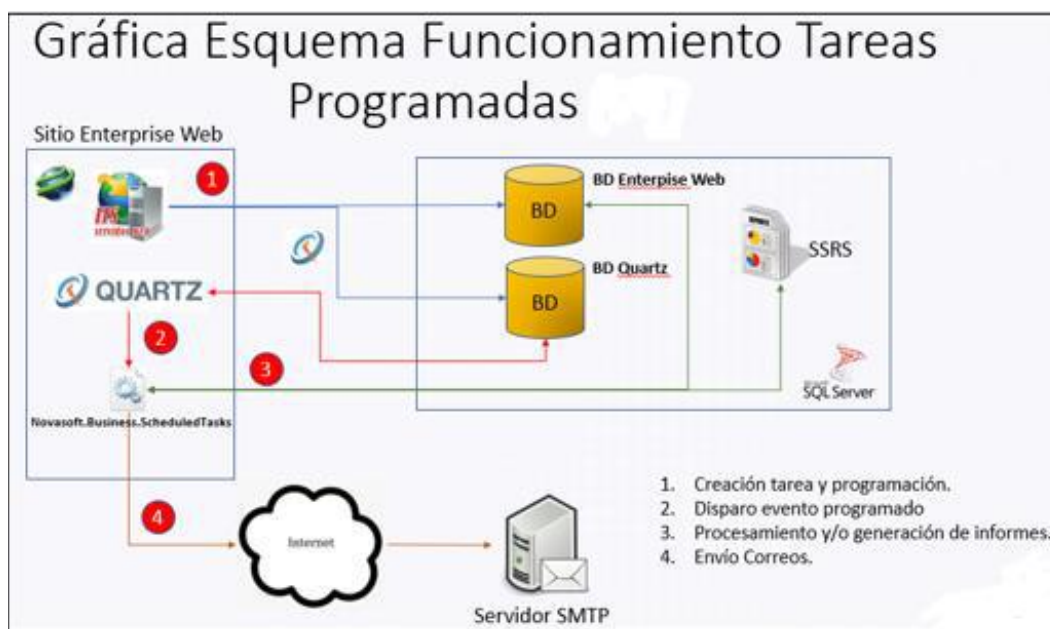 Gráfica Esquema Funcionamiento Tareas
Programadas
Sitio Enterprise Web
1
BD Enterpise Web
BD
SSRS
BD Quartz
BD
QUARTZ
2
3
SQL Server
Novasoft.Business.ScheduledTasks
4
Internet
Servidor SMTP
1. Creación tarea y programación.
2. Disparo evento programado
3. Procesamiento y/o generación de informes.
4. Envío Correos.